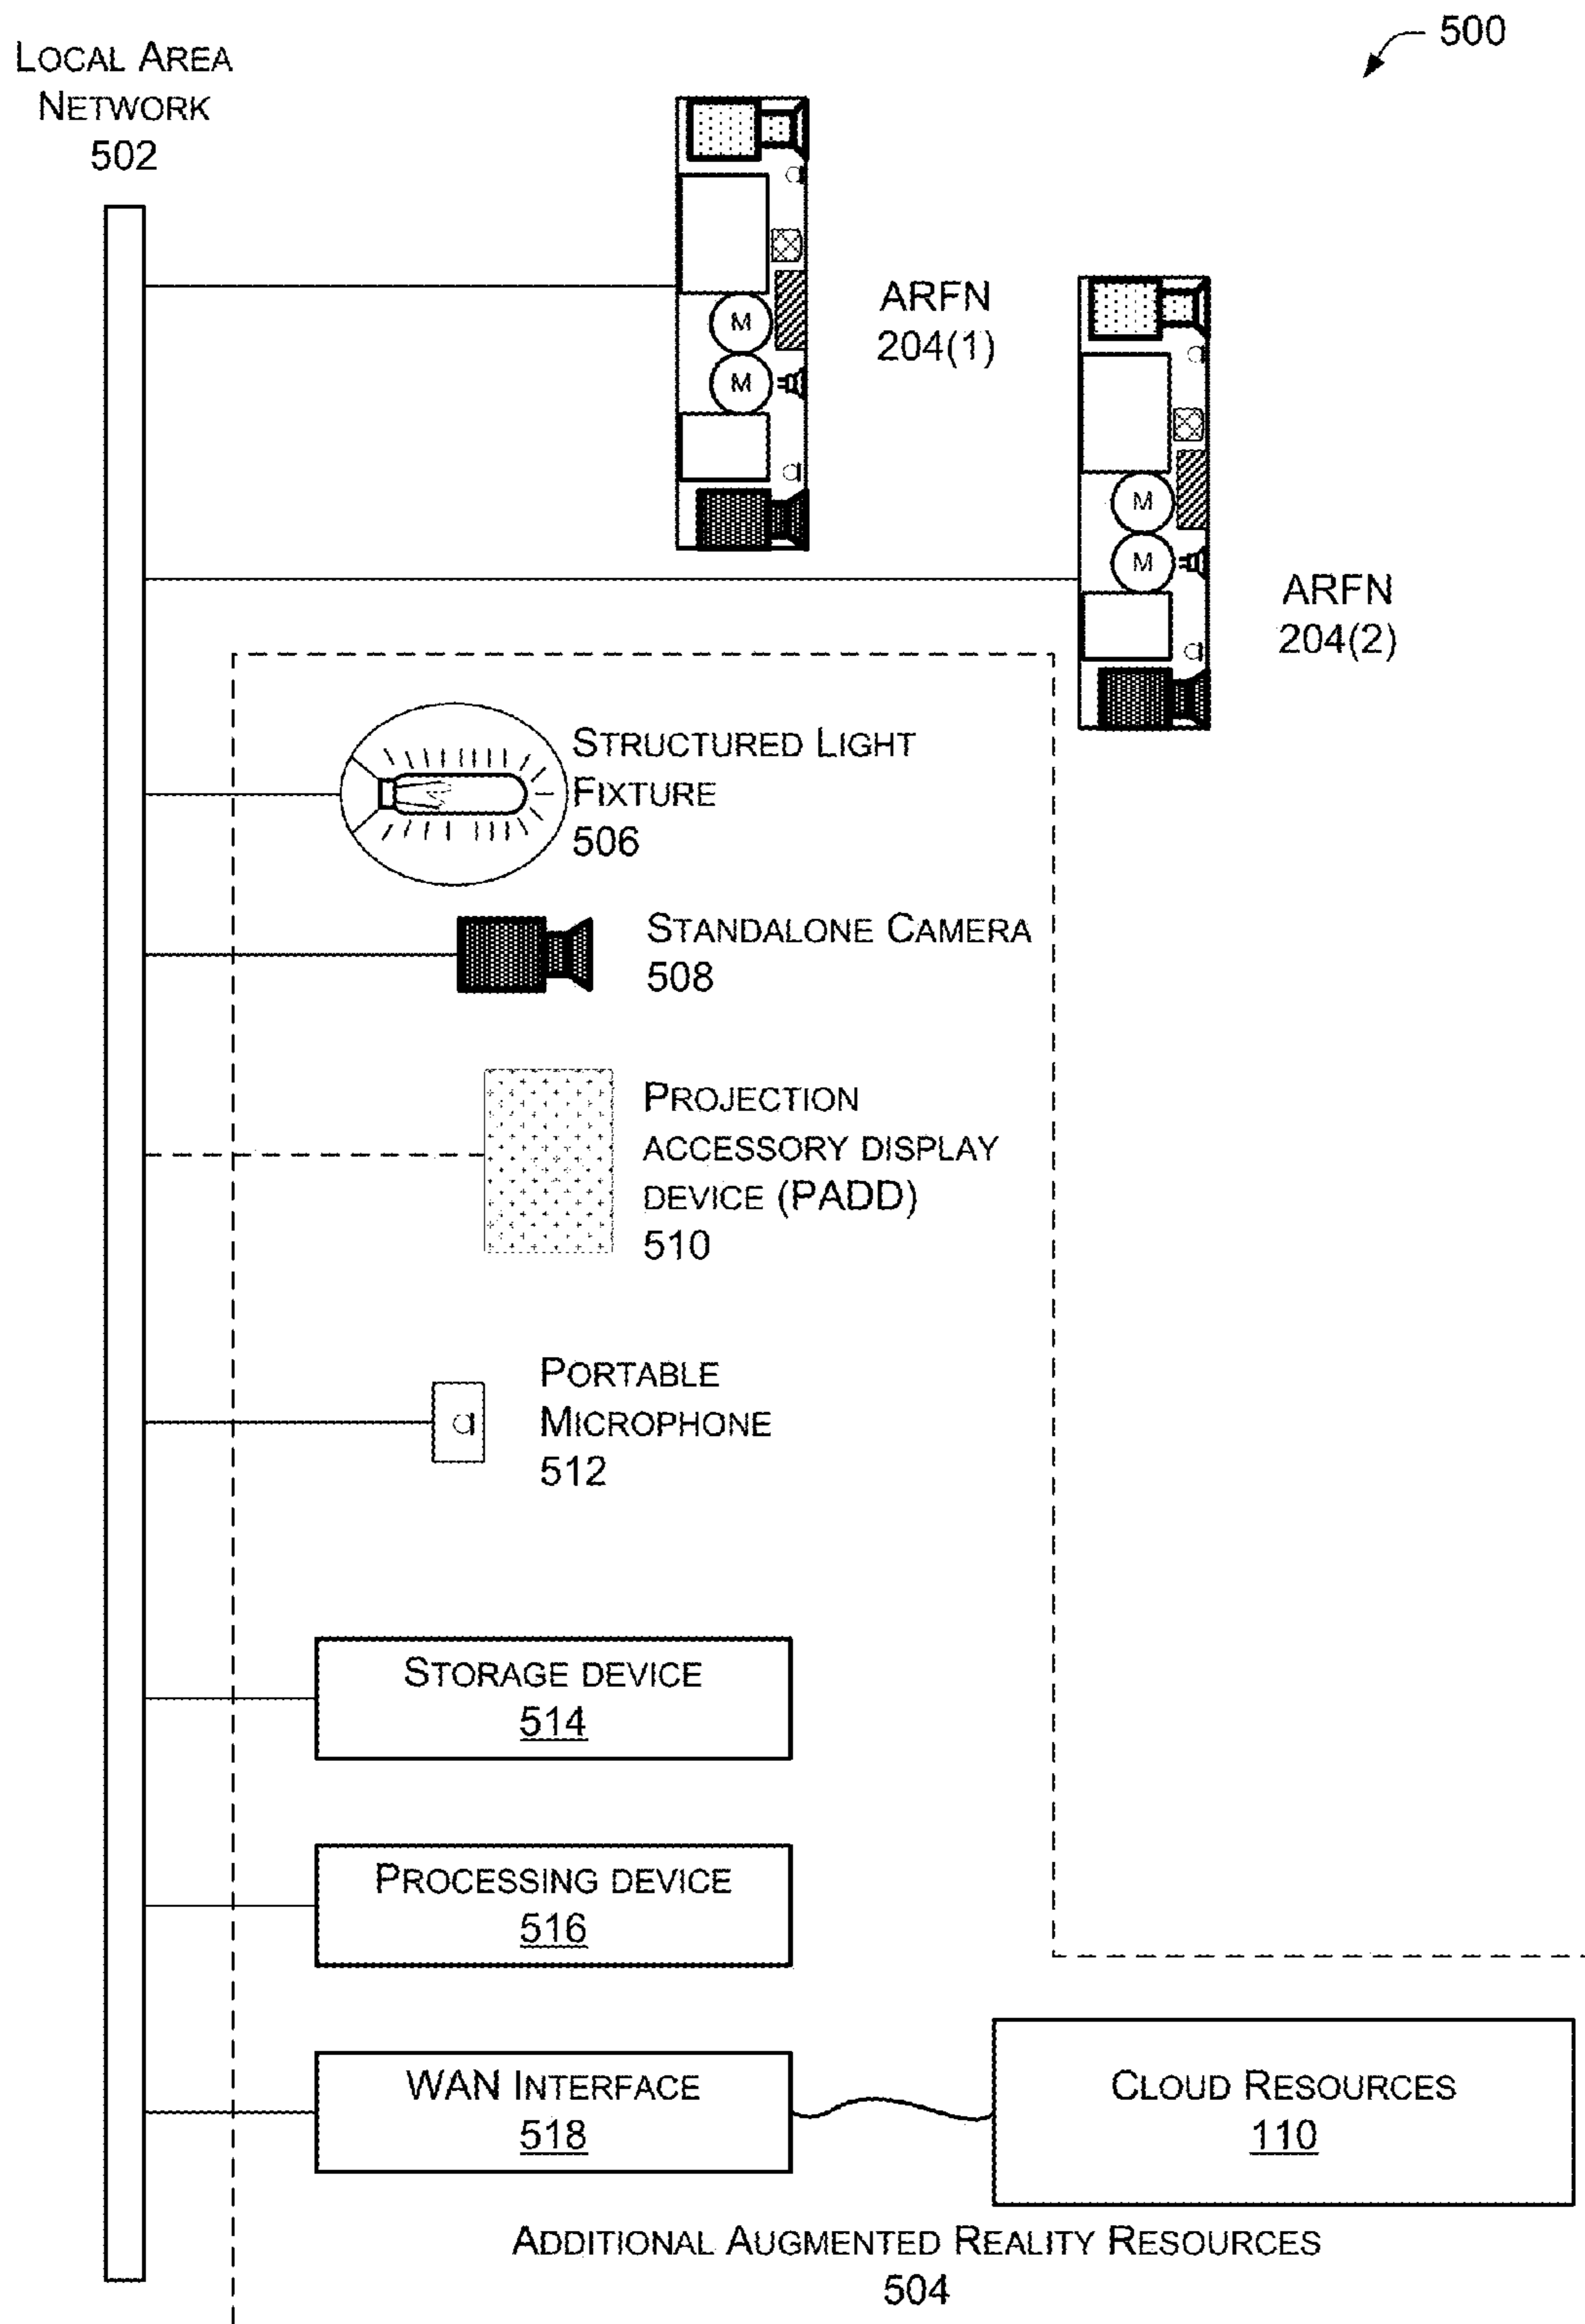 500
LOCAL AREA
NETWORK
502
M
M
ARFN
204(1)
M
M
ARFN
204(2)
STRUCTURED LIGHT
FIXTURE
506
STANDALONE CAMERA
508
PROJECTION
ACCESSORY DISPLAY
DEVICE (PADD)
510
PORTABLE
MICROPHONE
512
STORAGE DEVICE
514
PROCESSING DEVICE
516
WAN INTERFACE
518
CLOUD RESOURCES
110
ADDITIONAL AUGMENTED REALITY RESOURCES
504